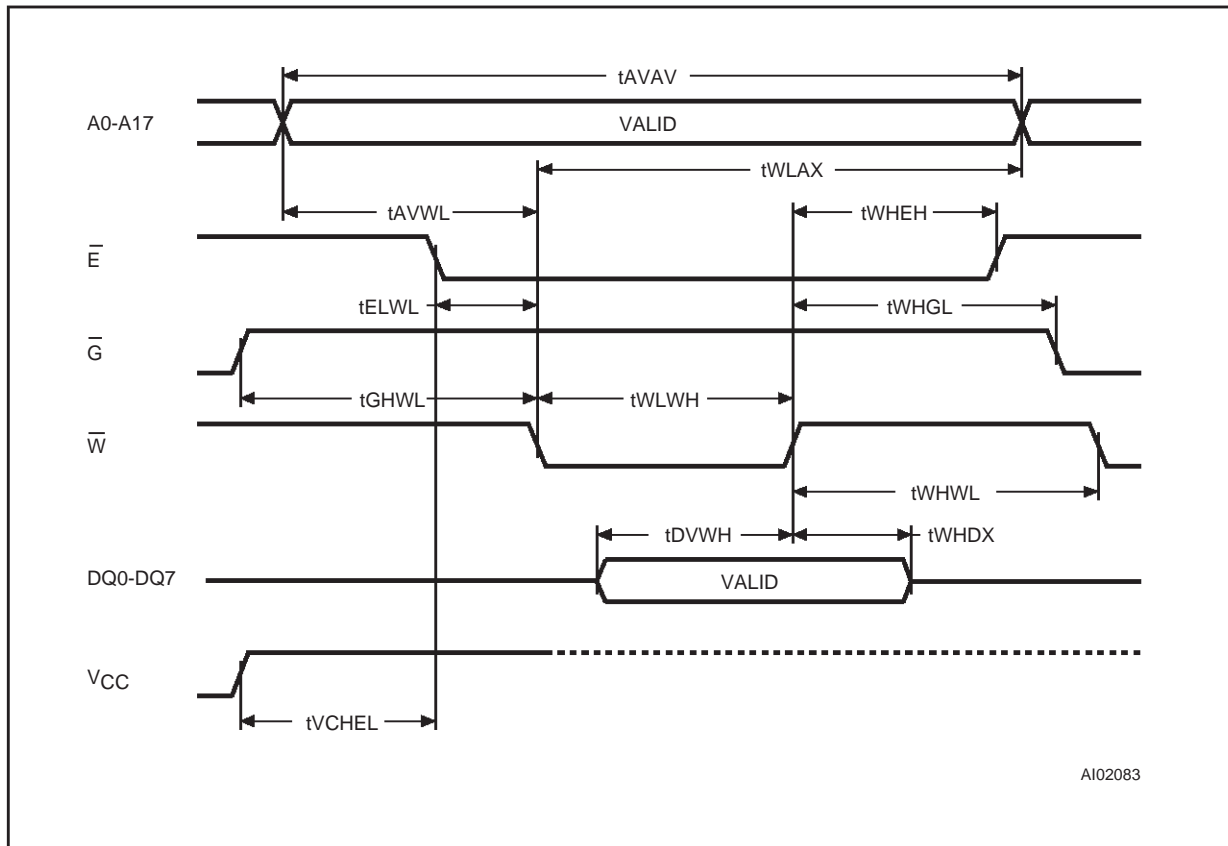 tAVAV
A0-A17 VALID
tWLAX
tAVWL tWHEH
E
tELWL tWHGL
G
tGHWL tWLWH
W
tWHWL
tDVWH tWHDX
DQ0-DQ7 VALID
VCC
tVCHEL
AI02083